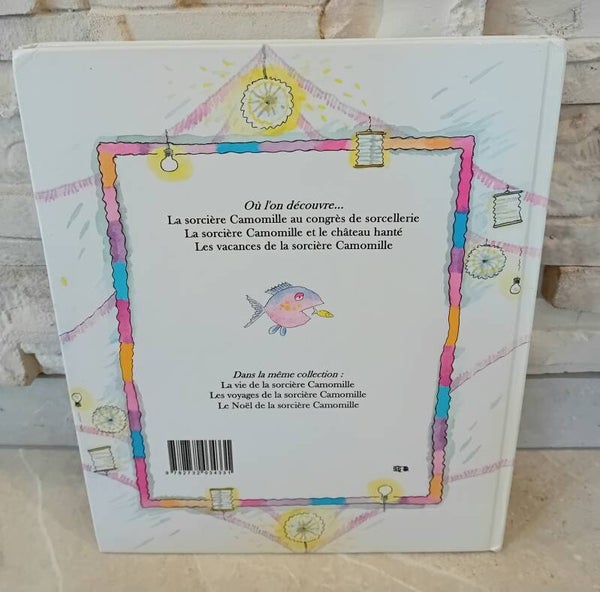 Où l'on découvre...
La sorcière Camomille au congrès de sorcellerie
La sorcière Camomille et le château hanté
Les vacances de la sorcière Camomille
Dans la même collection :
La vie de la sorcière Camomille
Les voyages de la sorcière Camomille
Le Noël de la sorcière Camomille